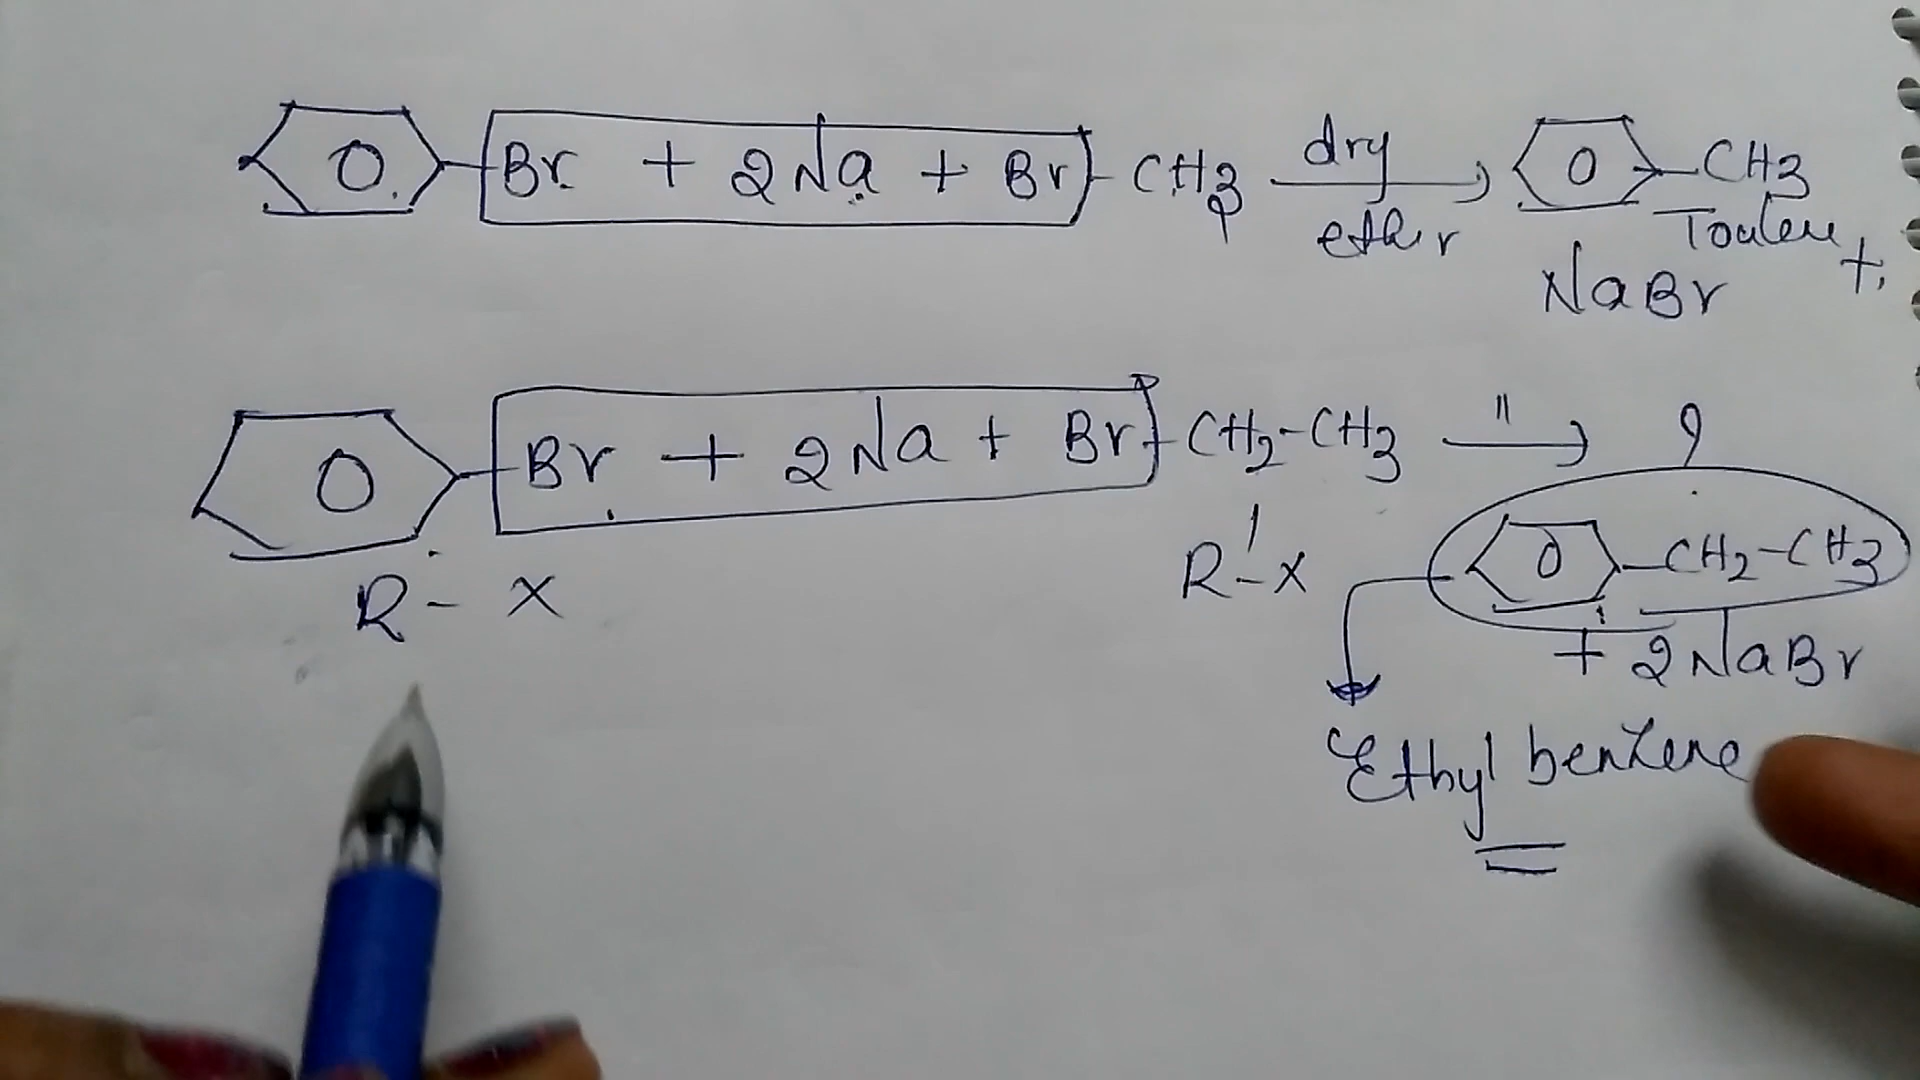 Br + 2Na + Br - CH3 dry ether → - CH3
Toulene +
NaBr
Br + 2Na + Br - CH2-CH3 " → ?
- CH2-CH3
R - X R'-X
+ 2NaBr
Ethyl benzene